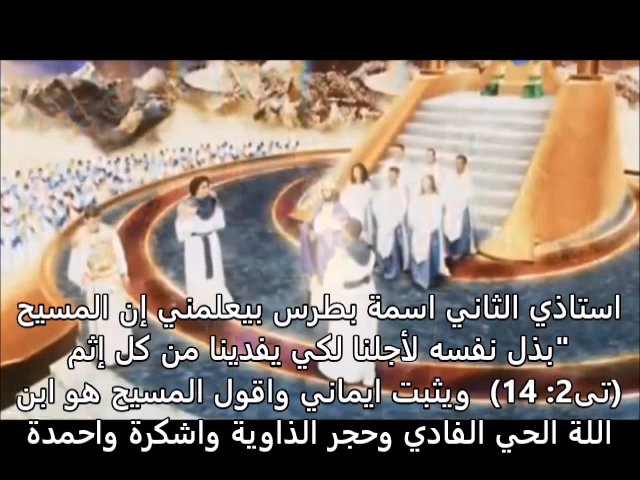 استاذي الثاني اسمة بطرس بيعلمني إن المسيح
"بذل نفسه لأجلنا لكي يفدينا من كل إثم
(تى2: 14) ويثبت ايماني واقول المسيح هو ابن
اللة الحي الفادي وحجر الذاوية واشكرة واحمدة